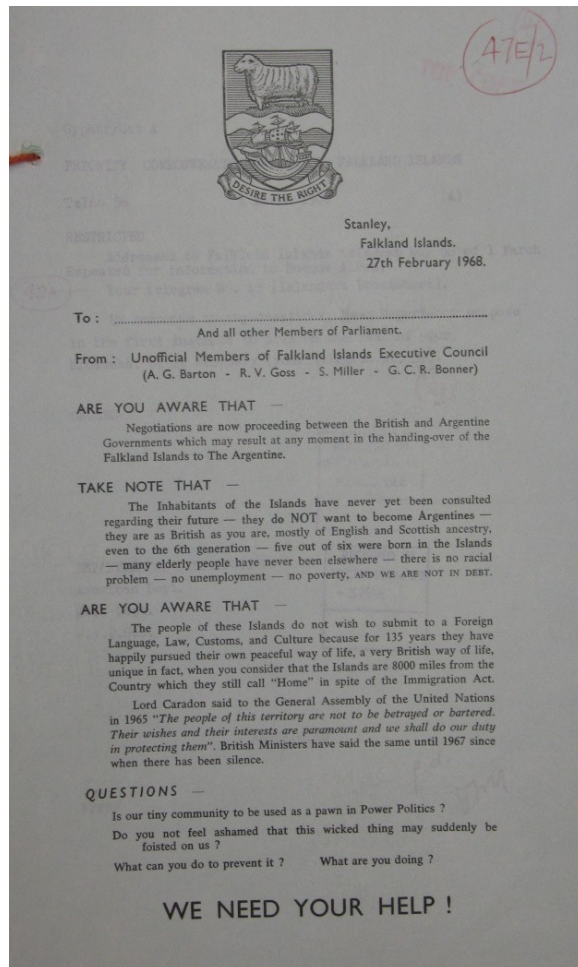 47E/2
DESIRE THE RIGHT
Stanley,
Falkland Islands.
27th February 1968.
To :
And all other Members of Parliament.
From : Unofficial Members of Falkland Islands Executive Council
(A. G. Barton - R. V. Goss - S. Miller - G. C. R. Bonner)
ARE YOU AWARE THAT —
Negotiations are now proceeding between the British and Argentine
Governments which may result at any moment in the handing-over of the
Falkland Islands to The Argentine.
TAKE NOTE THAT —
The Inhabitants of the Islands have never yet been consulted
regarding their future — they do NOT want to become Argentines —
they are as British as you are, mostly of English and Scottish ancestry,
even to the 6th generation — five out of six were born in the Islands
— many elderly people have never been elsewhere — there is no racial
problem — no unemployment — no poverty, AND WE ARE NOT IN DEBT.
ARE YOU AWARE THAT —
The people of these Islands do not wish to submit to a Foreign
Language, Law, Customs, and Culture because for 135 years they have
happily pursued their own peaceful way of life, a very British way of life,
unique in fact, when you consider that the Islands are 8000 miles from the
Country which they still call "Home" in spite of the Immigration Act.
Lord Caradon said to the General Assembly of the United Nations
in 1965 "The people of this territory are not to be betrayed or bartered.
Their wishes and their interests are paramount and we shall do our duty
in protecting them". British Ministers have said the same until 1967 since
when there has been silence.
QUESTIONS —
Is our tiny community to be used as a pawn in Power Politics ?
Do you not feel ashamed that this wicked thing may suddenly be
foisted on us ?
What can you do to prevent it ? What are you doing ?
WE NEED YOUR HELP !